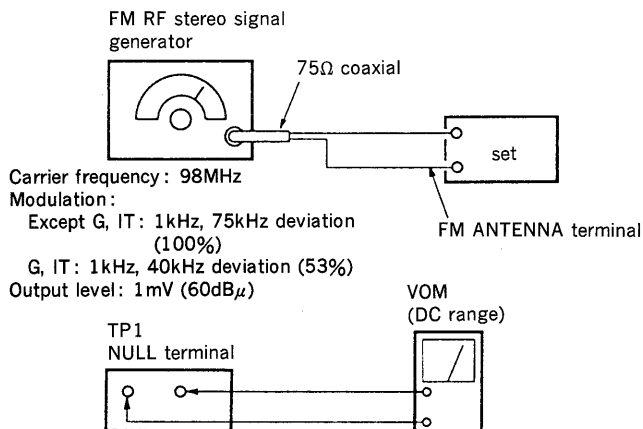 FM RF stereo signal
generator
75Ω coaxial
set
Carrier frequency: 98MHz
Modulation:
Except G, IT: 1kHz, 75kHz deviation
(100%)
G, IT: 1kHz, 40kHz deviation (53%)
Output level: 1mV (60dBμ)
FM ANTENNA terminal
VOM
(DC range)
TP1
NULL terminal